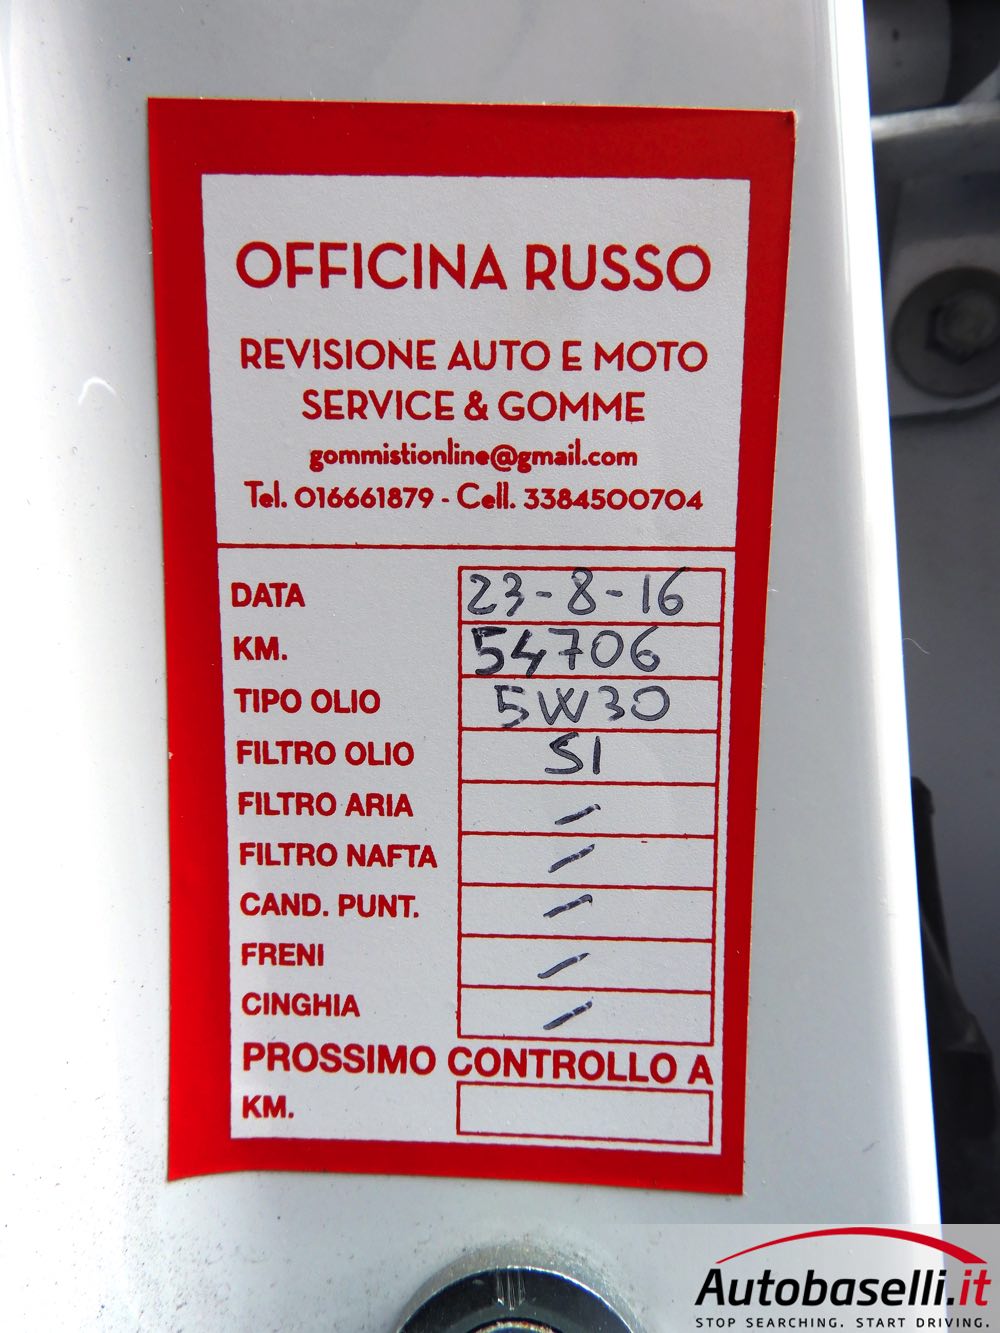 OFFICINA RUSSO
REVISIONE AUTO E MOTO
SERVICE & GOMME
gommistionline@gmail.com
Tel. 016661879 - Cell. 3384500704
DATA 23-8-16
KM. 54706
TIPO OLIO 5W30
FILTRO OLIO SI
FILTRO ARIA /
FILTRO NAFTA /
CAND. PUNT. /
FRENI /
CINGHIA /
PROSSIMO CONTROLLO A
KM.
Autobaselli.it
STOP SEARCHING. START DRIVING.